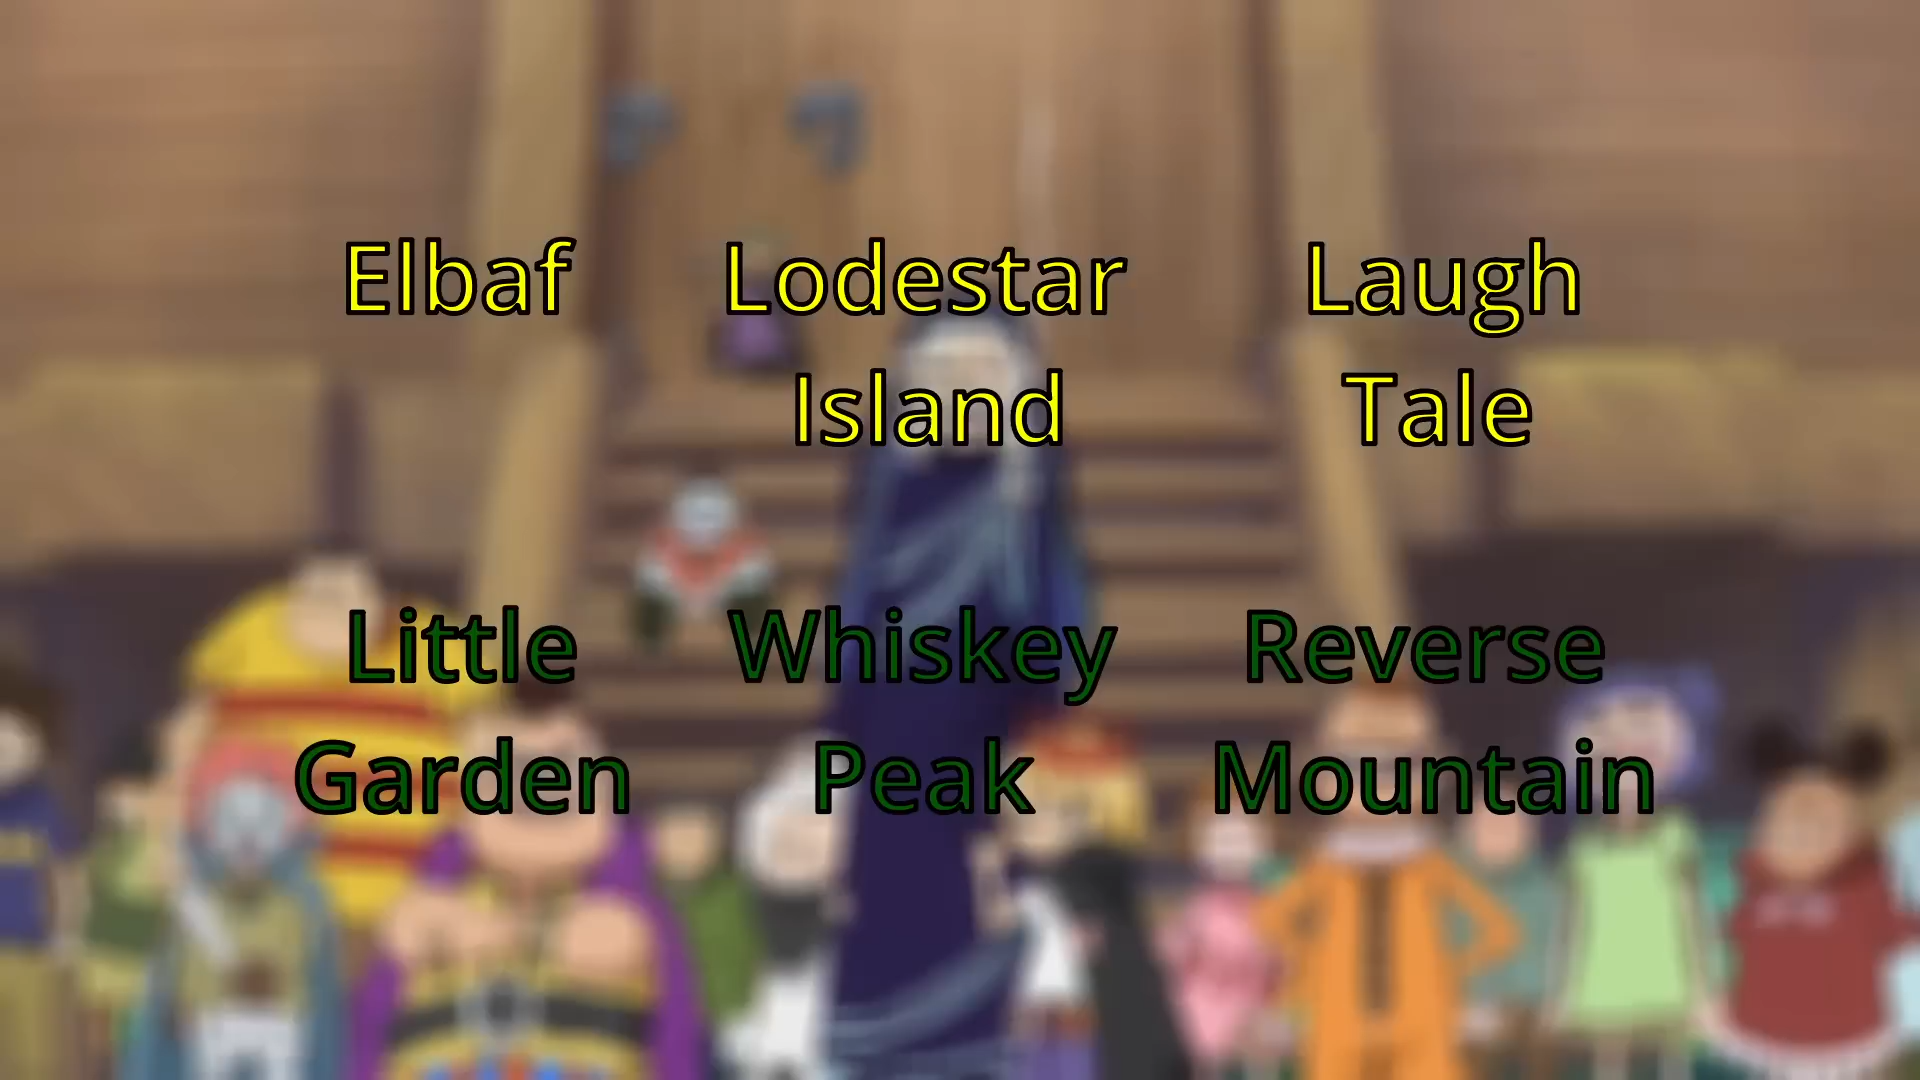 Elbaf
Lodestar
Island
Laugh
Tale
Little
Garden
Whiskey
Peak
Reverse
Mountain